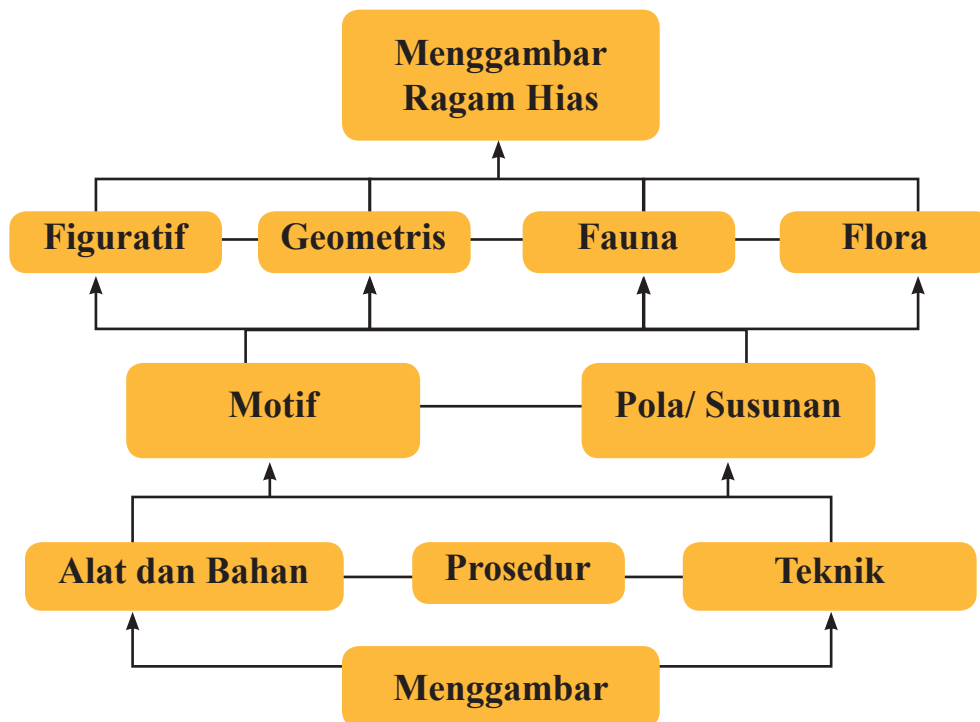 Menggambar
Ragam Hias
Figuratif
Geometris
Fauna
Flora
Motif
Pola/ Susunan
Alat dan Bahan
Prosedur
Teknik
Menggambar